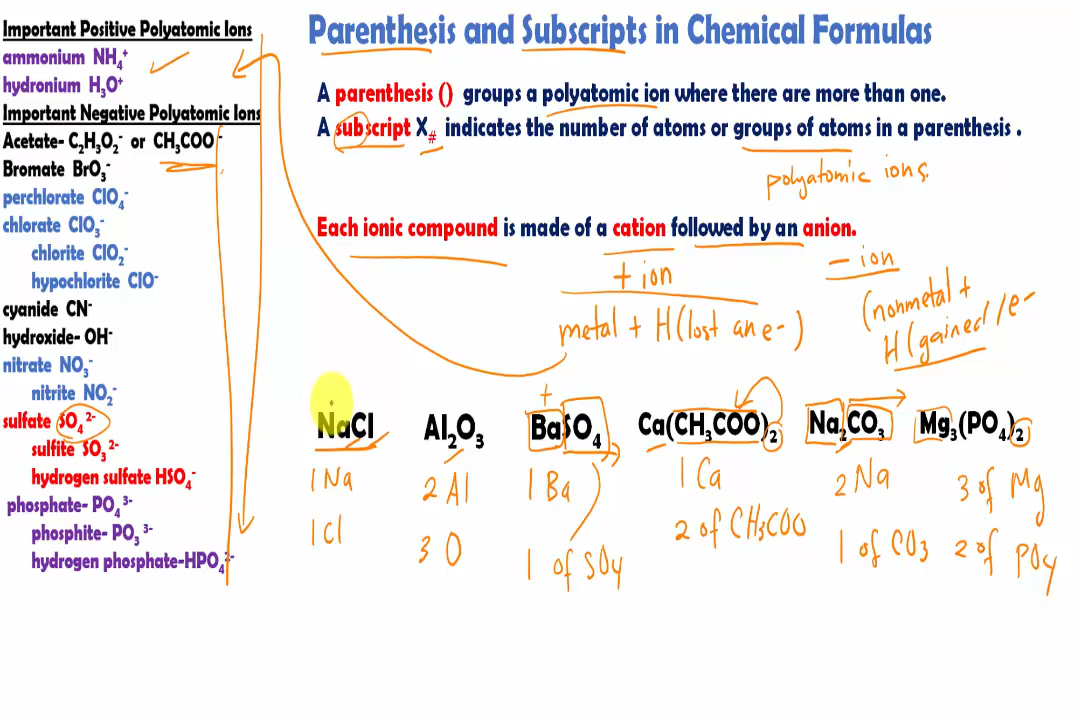 Important Positive Polyatomic Ions
ammonium NH₄⁺
hydronium H₃O⁺
Important Negative Polyatomic Ions
Acetate- C₂H₃O₂⁻ or CH₃COO⁻
Bromate BrO₃⁻
perchlorate ClO₄⁻
chlorate ClO₃⁻
chlorite ClO₂⁻
hypochlorite ClO⁻
cyanide CN⁻
hydroxide- OH⁻
nitrate NO₃⁻
nitrite NO₂⁻
sulfate SO₄²⁻
sulfite SO₃²⁻
hydrogen sulfate HSO₄⁻
phosphate- PO₄³⁻
phosphite- PO₃³⁻
hydrogen phosphate-HPO₄²⁻
Parenthesis and Subscripts in Chemical Formulas
A parenthesis () groups a polyatomic ion where there are more than one.
A subscript X# indicates the number of atoms or groups of atoms in a parenthesis .
polyatomic ions.
Each ionic compound is made of a cation followed by an anion.
+ ion
metal + H (lost an e-)
- ion
(nonmetal +
H (gained 1e-
+
NaCl Al₂O₃ BaSO₄ Ca(CH₃COO)₂ Na₂CO₃ Mg₃(PO₄)₂
1 Na 2 Al 1 Ba 1 Ca 2 Na 3 of Mg
1 Cl 3 O 1 of SO4 2 of CH3COO 1 of CO3 2 of PO4